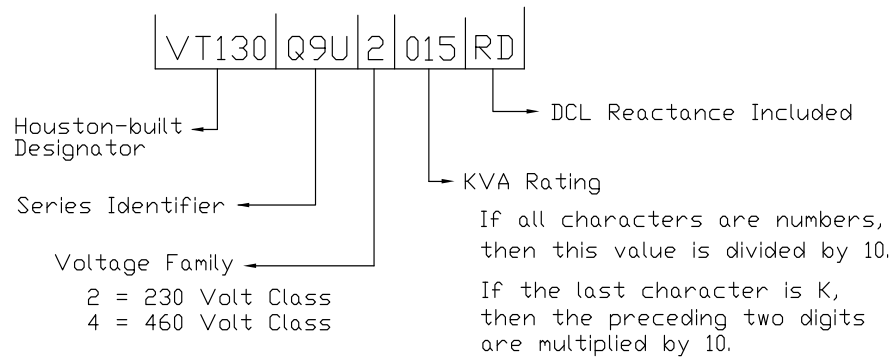 VT130 Q9U 2 015 RD
DCL Reactance Included
Houston-built
Designator
KVA Rating
Series Identifier
If all characters are numbers,
then this value is divided by 10.
Voltage Family
2 = 230 Volt Class
4 = 460 Volt Class
If the last character is K,
then the preceding two digits
are multiplied by 10.